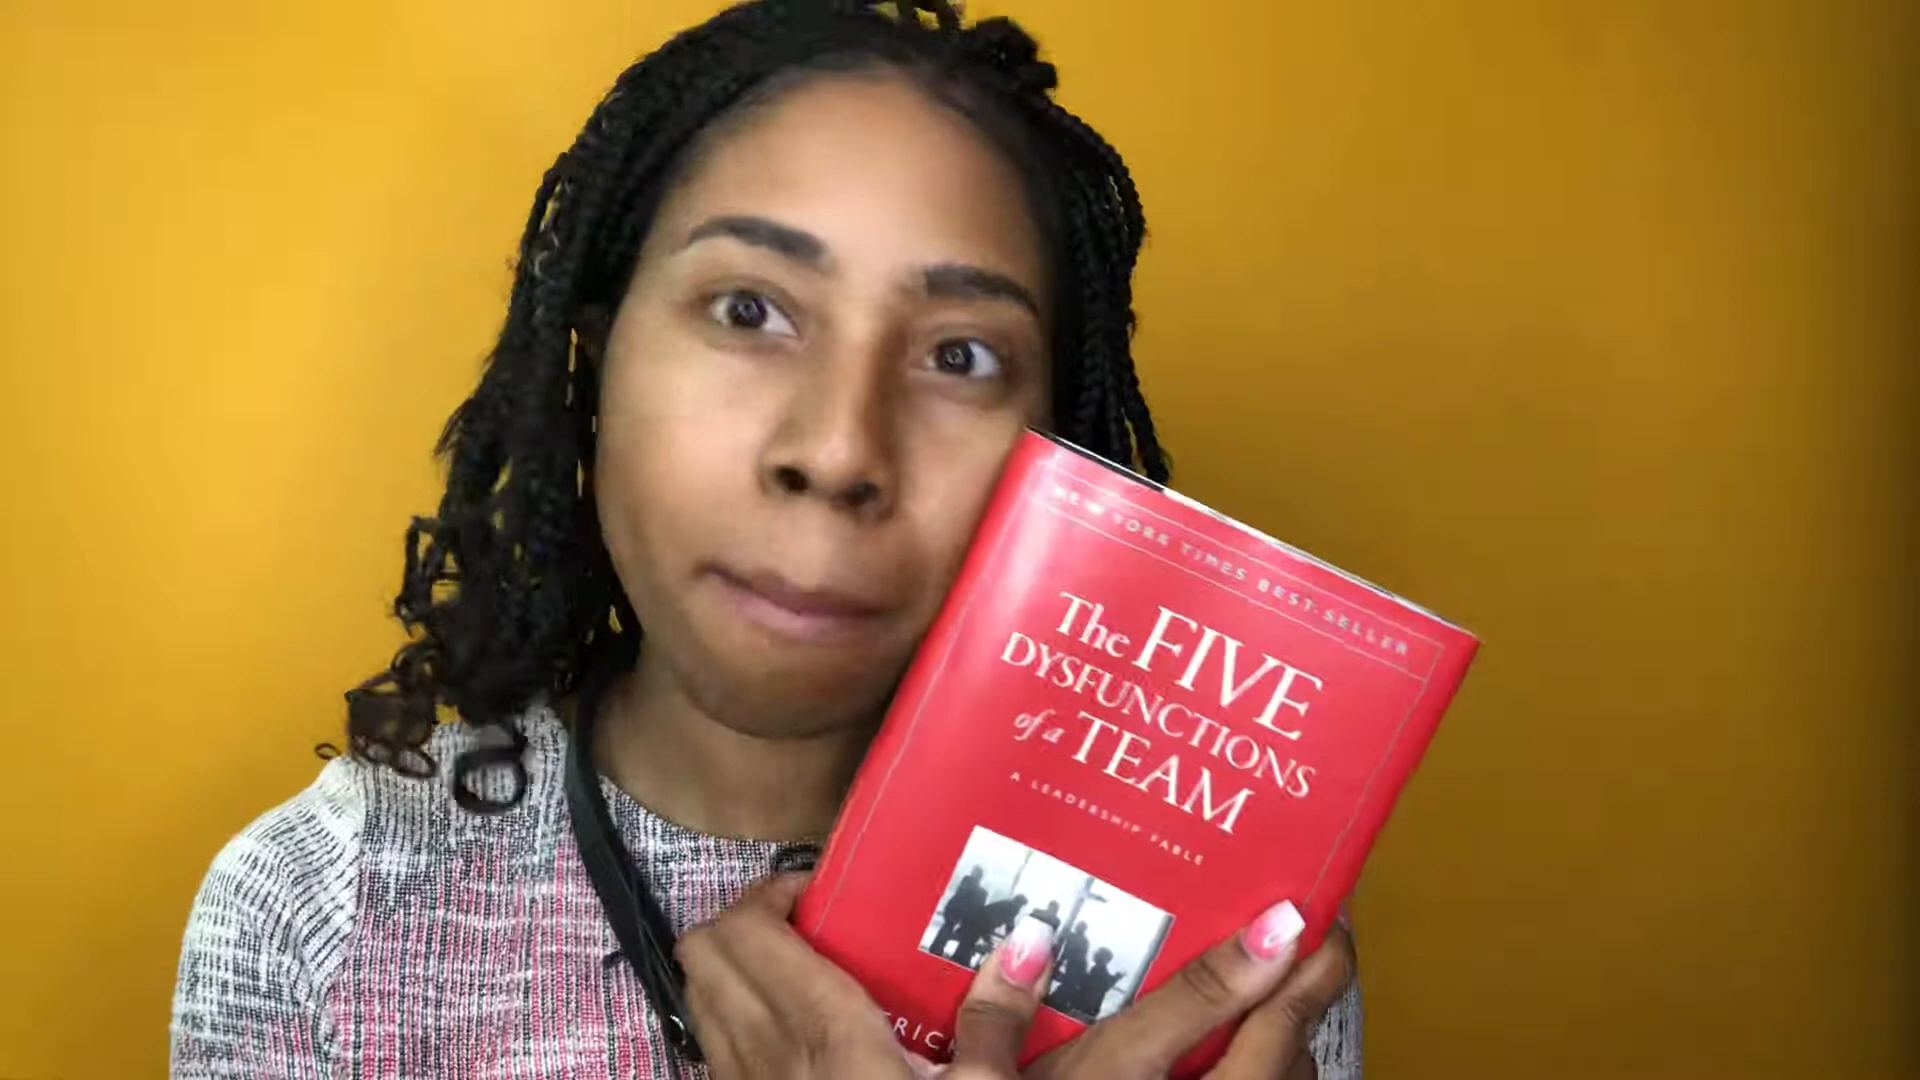 NEW YORK TIMES BEST-SELLER
The FIVE
DYSFUNCTIONS
of a TEAM
A LEADERSHIP FABLE